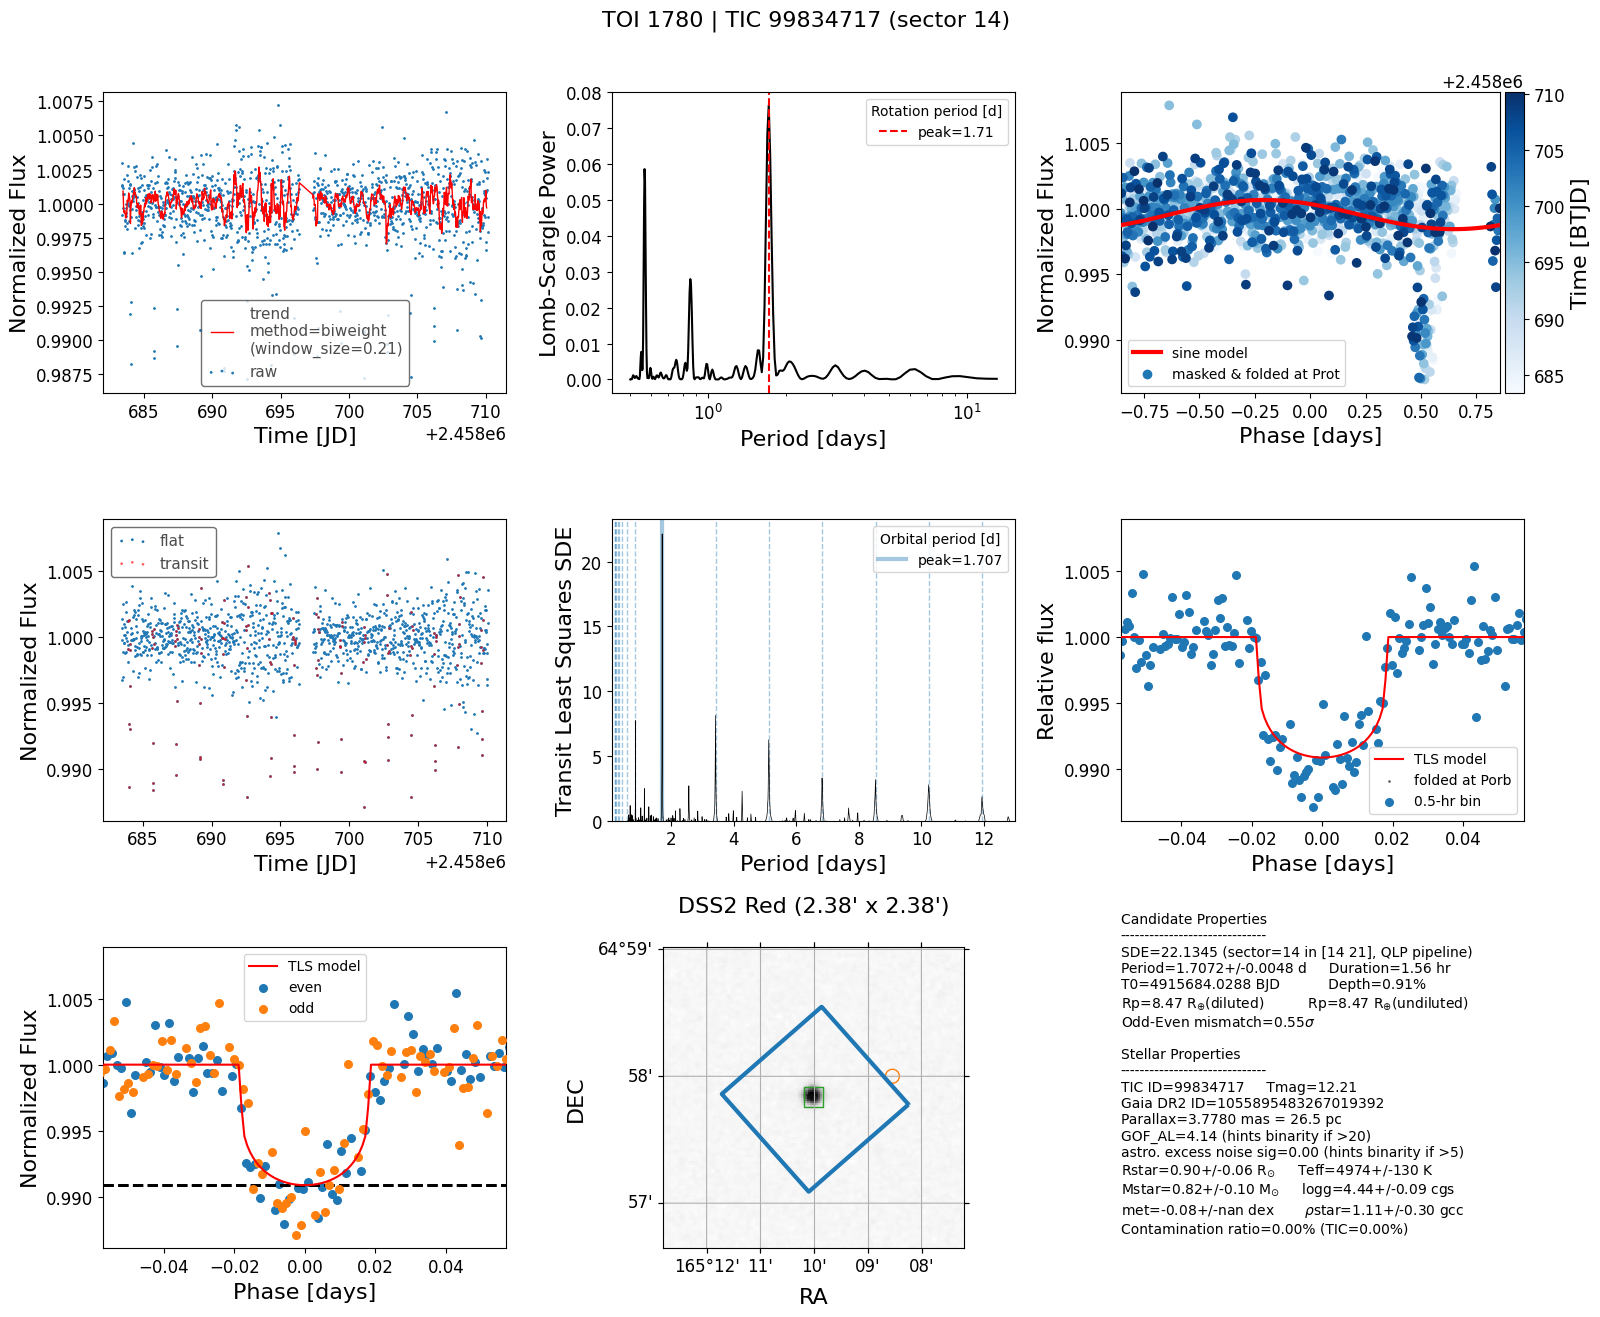 TOI 1780 | TIC 99834717 (sector 14)
Normalized Flux
1.0075
1.0050
1.0025
1.0000
0.9975
0.9950
0.9925
0.9900
0.9875
trend
method=biweight
(window_size=0.21)
raw
685 690 695 700 705 710
Time [JD]
+2.458e6
Lomb-Scargle Power
0.08
0.07
0.06
0.05
0.04
0.03
0.02
0.01
0.00
Rotation period [d]
peak=1.71
10⁰ 10¹
Period [days]
Normalized Flux
1.005
1.000
0.995
0.990
sine model
masked & folded at Prot
−0.75 −0.50 −0.25 0.00 0.25 0.50 0.75
Phase [days]
+2.458e6
710
705
700
695
690
685
Time [BTJD]
Normalized Flux
1.005
1.000
0.995
0.990
flat
transit
685 690 695 700 705 710
Time [JD]
+2.458e6
Transit Least Squares SDE
20
15
10
5
0
Orbital period [d]
peak=1.707
2 4 6 8 10 12
Period [days]
Relative flux
1.005
1.000
0.995
0.990
TLS model
folded at Porb
0.5-hr bin
−0.04 −0.02 0.00 0.02 0.04
Phase [days]
Normalized Flux
1.005
1.000
0.995
0.990
TLS model
even
odd
−0.04 −0.02 0.00 0.02 0.04
Phase [days]
DSS2 Red (2.38' x 2.38')
DEC
64°59'
58'
57'
165°12' 11' 10' 09' 08'
RA
Candidate Properties
------------------------------
SDE=22.1345 (sector=14 in [14 21], QLP pipeline)
Period=1.7072+/-0.0048 d Duration=1.56 hr
T0=4915684.0288 BJD Depth=0.91%
Rp=8.47 R⊕(diluted) Rp=8.47 R⊕(undiluted)
Odd-Even mismatch=0.55σ
Stellar Properties
------------------------------
TIC ID=99834717 Tmag=12.21
Gaia DR2 ID=1055895483267019392
Parallax=3.7780 mas = 26.5 pc
GOF_AL=4.14 (hints binarity if >20)
astro. excess noise sig=0.00 (hints binarity if >5)
Rstar=0.90+/-0.06 R⊙ Teff=4974+/-130 K
Mstar=0.82+/-0.10 M⊙ logg=4.44+/-0.09 cgs
met=-0.08+/-nan dex ρstar=1.11+/-0.30 gcc
Contamination ratio=0.00% (TIC=0.00%)